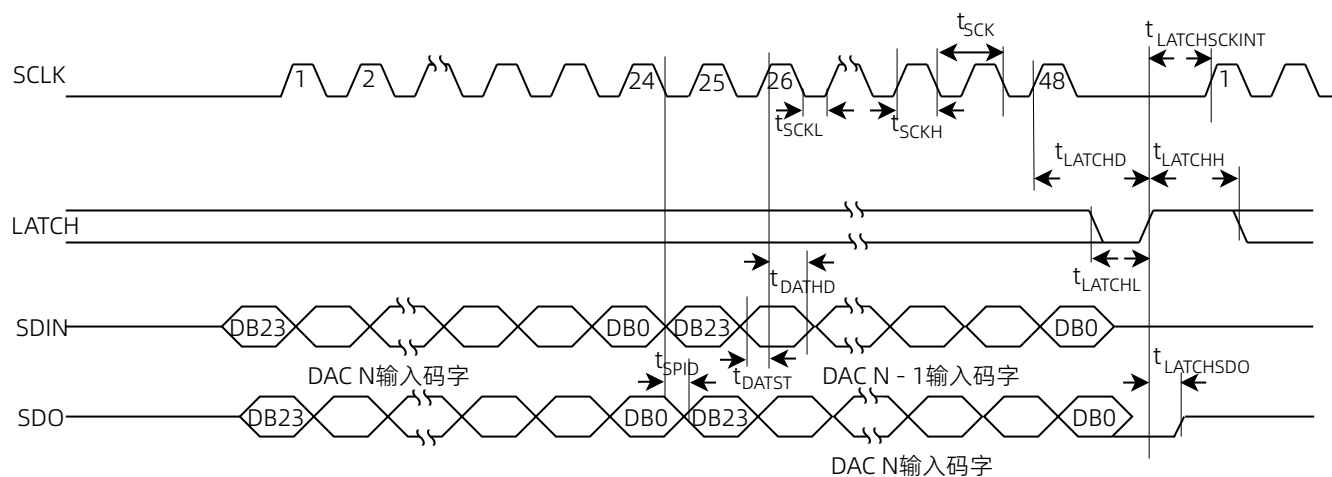 t_SCK
t_LATCHSCKINT
SCLK 1 2 24 25 26 48 1
t_SCKL t_SCKH
t_LATCHD t_LATCHH
LATCH
t_DATHD t_LATCHL
SDIN DB23 DB0 DB23 DB0
t_SPID t_DATST t_LATCHSDO
DAC N输入码字 DAC N - 1输入码字
SDO DB23 DB0 DB23 DB0
DAC N输入码字